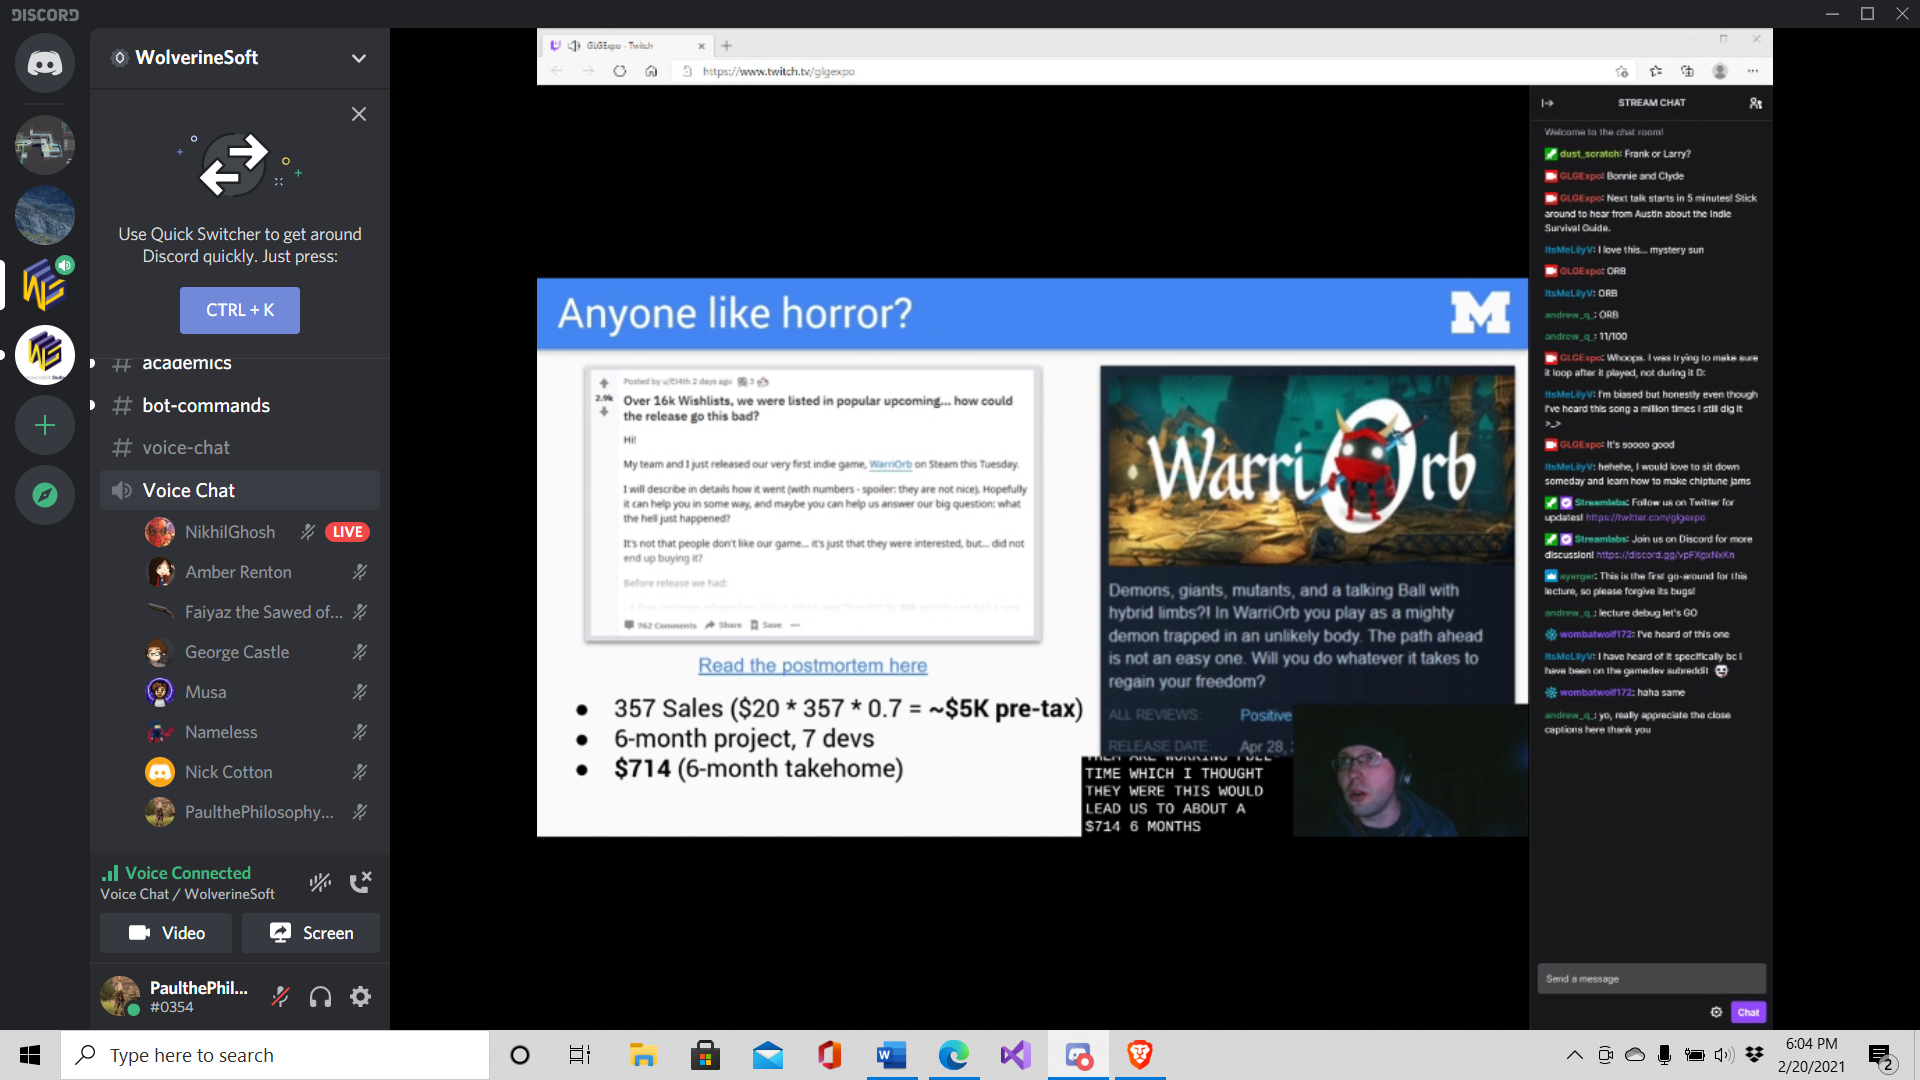 DISCORD
WolverineSoft
Use Quick Switcher to get around
Discord quickly. Just press:
CTRL + K
# academics
# bot-commands
# voice-chat
Voice Chat
NikhilGhosh LIVE
Amber Renton
Faiyaz the Sawed of...
George Castle
Musa
Nameless
Nick Cotton
PaulthePhilosophy...
Voice Connected
Voice Chat / WolverineSoft
Video
Screen
PaulthePhil...
#0354
GLGExpo - Twitch
https://www.twitch.tv/glgexpo
Anyone like horror?
M
Posted by u/El4th 2 days ago 3
2.9k
Over 16k Wishlists, we were listed in popular upcoming... how could
the release go this bad?
Hi!
My team and I just released our very first indie game, WarriOrb on Steam this Tuesday.
I will describe in details how it went (with numbers - spoiler: they are not nice). Hopefully
it can help you in some way, and maybe you can help us answer our big question: what
the hell just happened?
It's not that people don't like our game... it's just that they were interested, but... did not
end up buying it?
Before release we had:
762 Comments Share Save ...
Read the postmortem here
● 357 Sales ($20 * 357 * 0.7 = ~$5K pre-tax)
● 6-month project, 7 devs
● $714 (6-month takehome)
WarriOrb
Demons, giants, mutants, and a talking Ball with
hybrid limbs?! In WarriOrb you play as a mighty
demon trapped in an unlikely body. The path ahead
is not an easy one. Will you do whatever it takes to
regain your freedom?
ALL REVIEWS: Positive
RELEASE DATE: Apr 28,
THEM ARE WORKING FULL
TIME WHICH I THOUGHT
THEY WERE THIS WOULD
LEAD US TO ABOUT A
$714 6 MONTHS
STREAM CHAT
Welcome to the chat room!
dust_scratch: Frank or Larry?
GLGExpo: Bonnie and Clyde
GLGExpo: Next talk starts in 5 minutes! Stick
around to hear from Austin about the Indie
Survival Guide.
ItsMeLilyV: I love this... mystery sun
GLGExpo: ORB
ItsMeLilyV: ORB
andrew_q_: ORB
andrew_q_: 11/100
GLGExpo: Whoops. I was trying to make sure
it loop after it played, not during it D:
ItsMeLilyV: I'm biased but honestly even though
I've heard this song a million times I still dig it
>_>
GLGExpo: It's soooo good
ItsMeLilyV: hehehe, I would love to sit down
someday and learn how to make chiptune jams
Streamlabs: Follow us on Twitter for
updates! https://twitter.com/glgexpo
Streamlabs: Join us on Discord for more
discussion! https://discord.gg/vpFXgxNxKn
ayarger: This is the first go-around for this
lecture, so please forgive its bugs!
andrew_q_: lecture debug let's GO
wombatwolf172: I've heard of this one
ItsMeLilyV: I have heard of it specifically bc I
have been on the gamedev subreddit
wombatwolf172: haha same
andrew_q_: yo, really appreciate the close
captions here thank you
Send a message
Chat
Type here to search
6:04 PM
2/20/2021
2